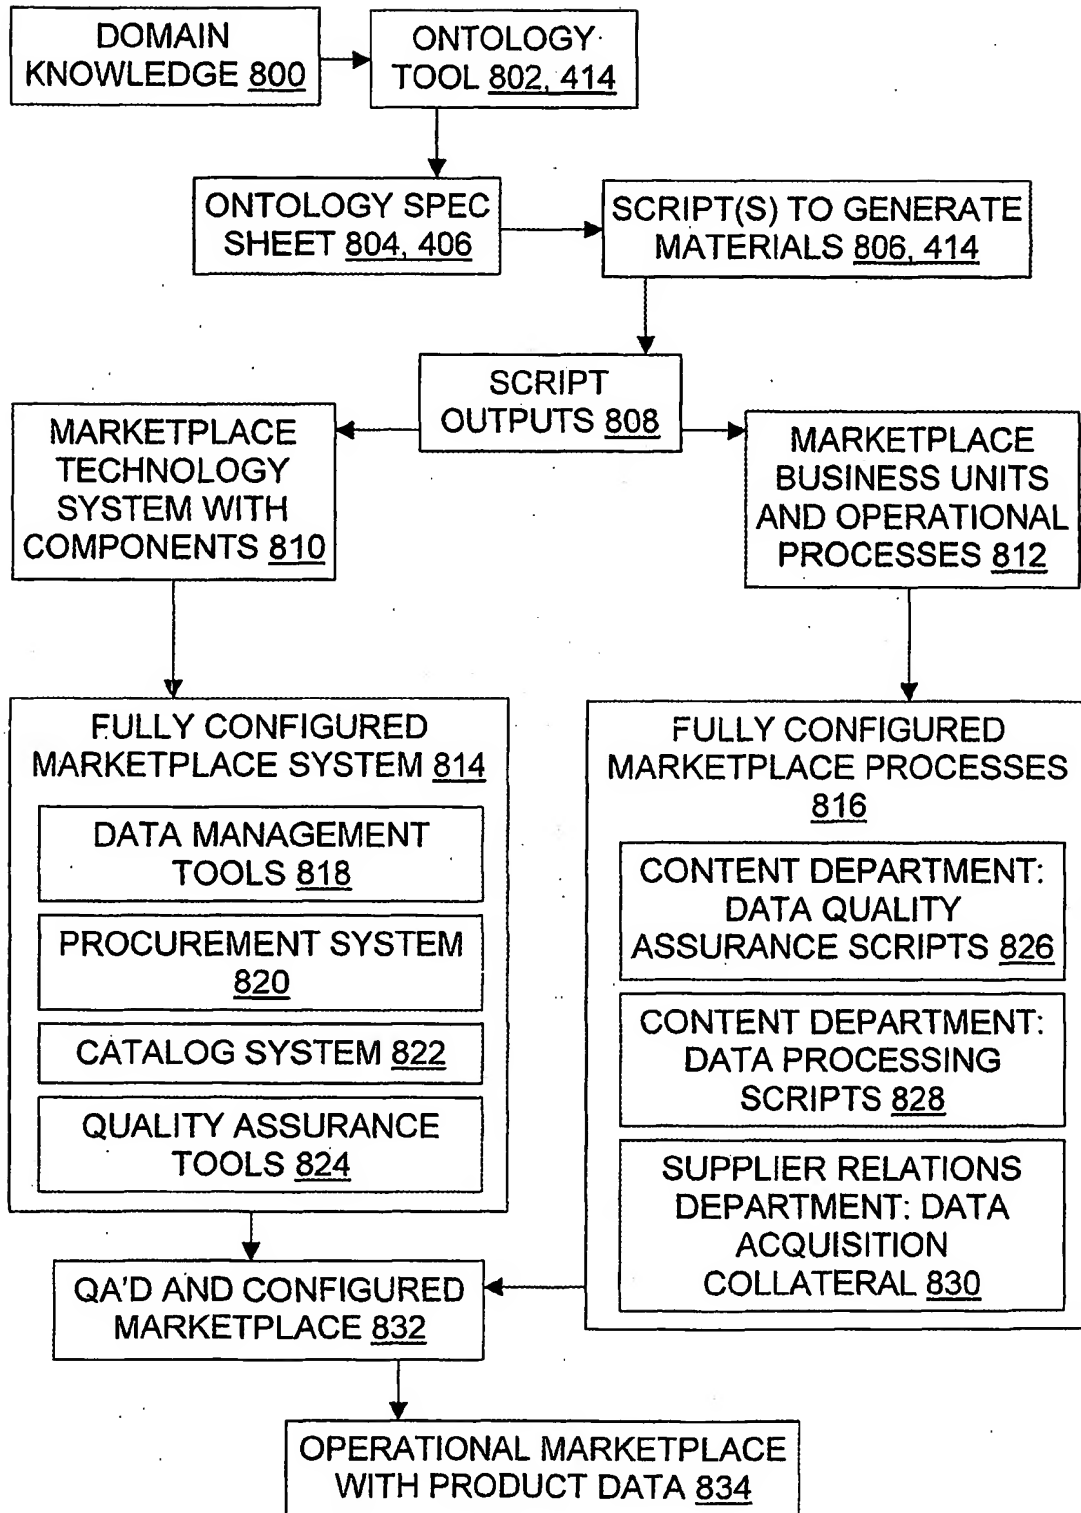 DOMAIN
KNOWLEDGE 800
ONTOLOGY
TOOL 802, 414
ONTOLOGY SPEC
SHEET 804, 406
SCRIPT(S) TO GENERATE
MATERIALS 806, 414
SCRIPT
OUTPUTS 808
MARKETPLACE
TECHNOLOGY
SYSTEM WITH
COMPONENTS 810
MARKETPLACE
BUSINESS UNITS
AND OPERATIONAL
PROCESSES 812
FULLY CONFIGURED
MARKETPLACE SYSTEM 814
DATA MANAGEMENT
TOOLS 818
PROCUREMENT SYSTEM
820
CATALOG SYSTEM 822
QUALITY ASSURANCE
TOOLS 824
FULLY CONFIGURED
MARKETPLACE PROCESSES
816
CONTENT DEPARTMENT:
DATA QUALITY
ASSURANCE SCRIPTS 826
CONTENT DEPARTMENT:
DATA PROCESSING
SCRIPTS 828
SUPPLIER RELATIONS
DEPARTMENT: DATA
ACQUISITION
COLLATERAL 830
QA'D AND CONFIGURED
MARKETPLACE 832
OPERATIONAL MARKETPLACE
WITH PRODUCT DATA 834